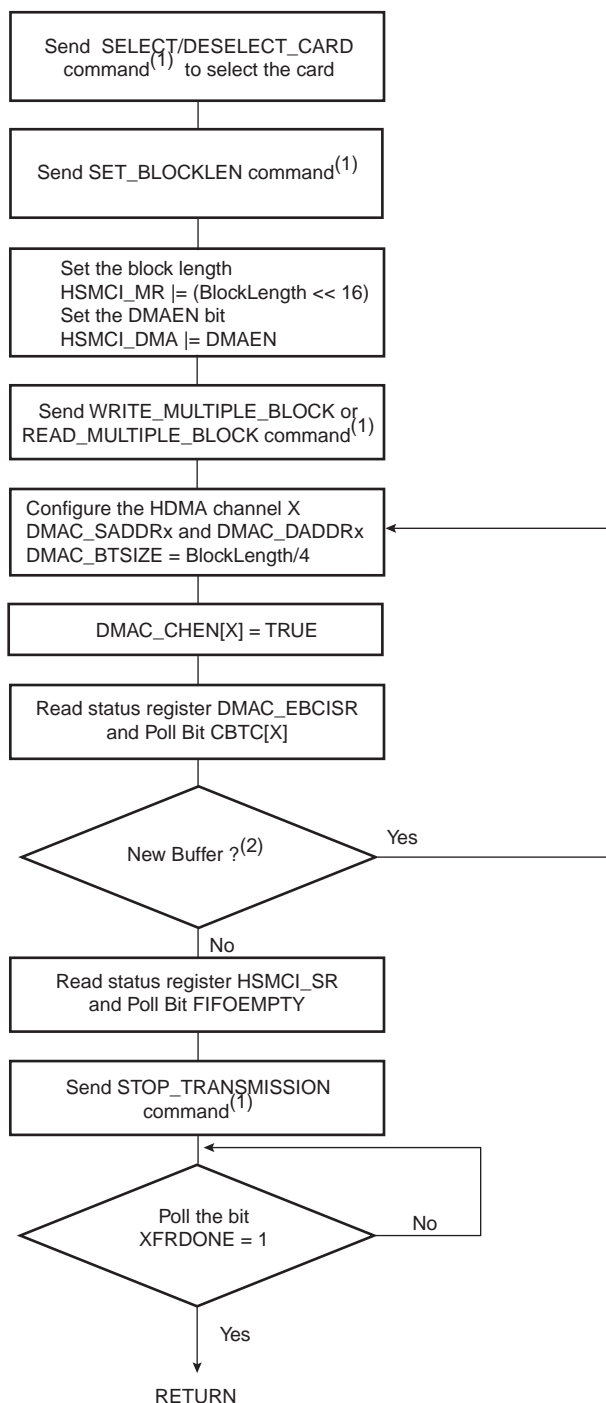 Send SELECT/DESELECT_CARD
command(1) to select the card
Send SET_BLOCKLEN command(1)
Set the block length
HSMCI_MR |= (BlockLength << 16)
Set the DMAEN bit
HSMCI_DMA |= DMAEN
Send WRITE_MULTIPLE_BLOCK or
READ_MULTIPLE_BLOCK command(1)
Configure the HDMA channel X
DMAC_SADDRx and DMAC_DADDRx
DMAC_BTSIZE = BlockLength/4
DMAC_CHEN[X] = TRUE
Read status register DMAC_EBCISR
and Poll Bit CBTC[X]
New Buffer ?(2)
Yes
No
Read status register HSMCI_SR
and Poll Bit FIFOEMPTY
Send STOP_TRANSMISSION
command(1)
Poll the bit
XFRDONE = 1
No
Yes
RETURN